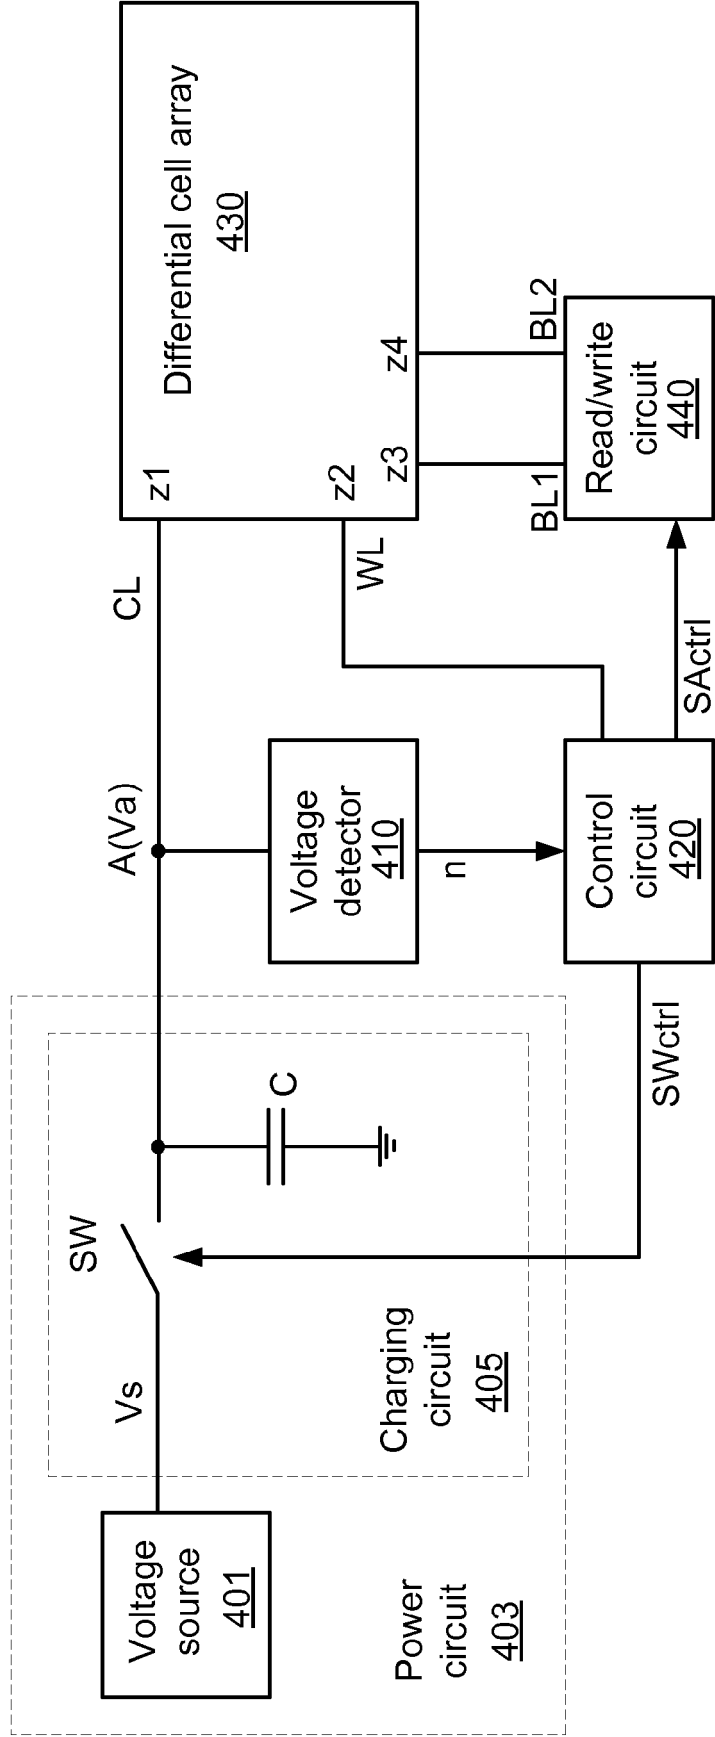 Voltage
source
401
Power
circuit
403
Vs
SW
Charging
circuit
405
C
SWctrl
A(Va)
Voltage
detector
410
n
Control
circuit
420
SActrl
CL
WL
z1
z2
z3
z4
Differential cell array
430
BL1
BL2
Read/write
circuit
440